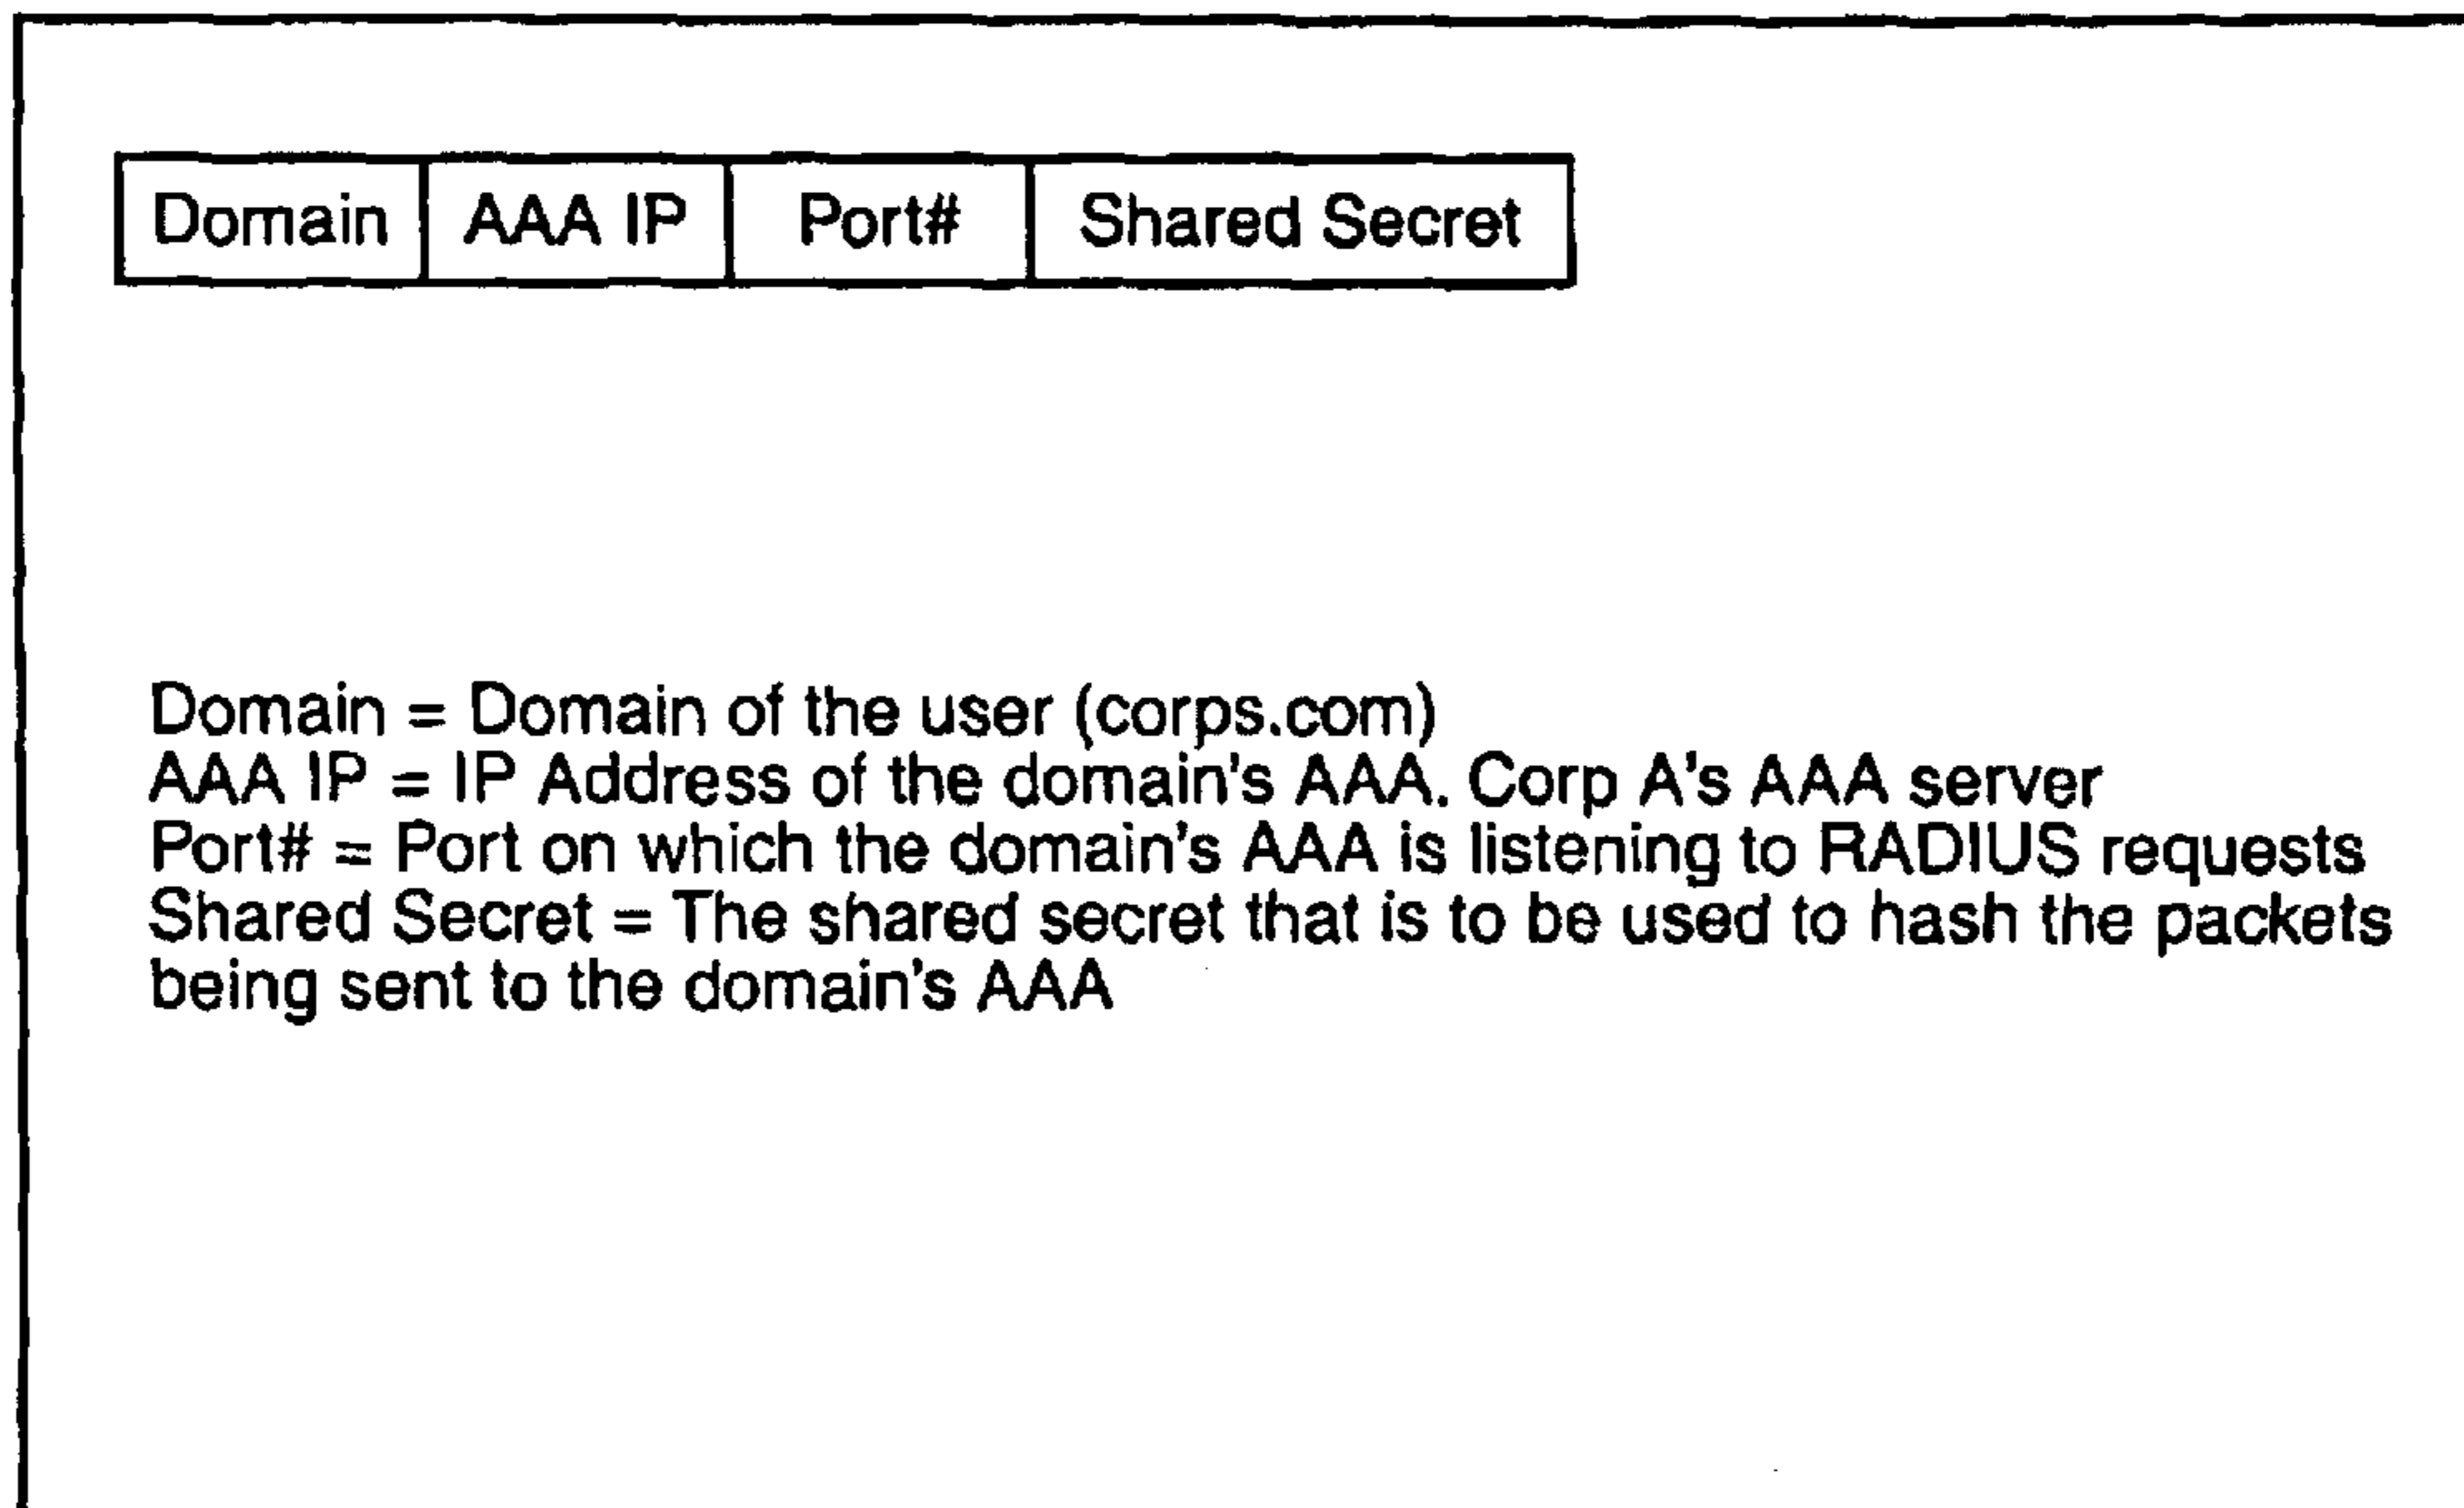 Domain AAA IP Port# Shared Secret
Domain = Domain of the user (corps.com)
AAA IP = IP Address of the domain's AAA. Corp A's AAA server
Port# = Port on which the domain's AAA is listening to RADIUS requests
Shared Secret = The shared secret that is to be used to hash the packets
being sent to the domain's AAA